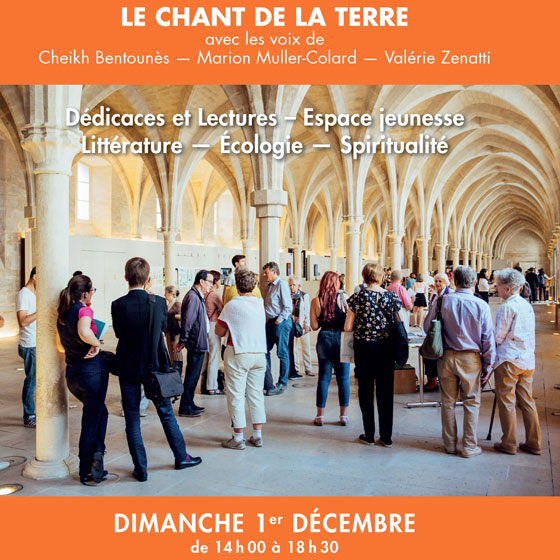 LE CHANT DE LA TERRE
avec les voix de
Cheikh Bentounès — Marion Muller-Colard — Valérie Zenatti
Dédicaces et Lectures – Espace jeunesse
Littérature — Écologie — Spiritualité
DIMANCHE 1er DÉCEMBRE
de 14 h 00 à 18 h 30